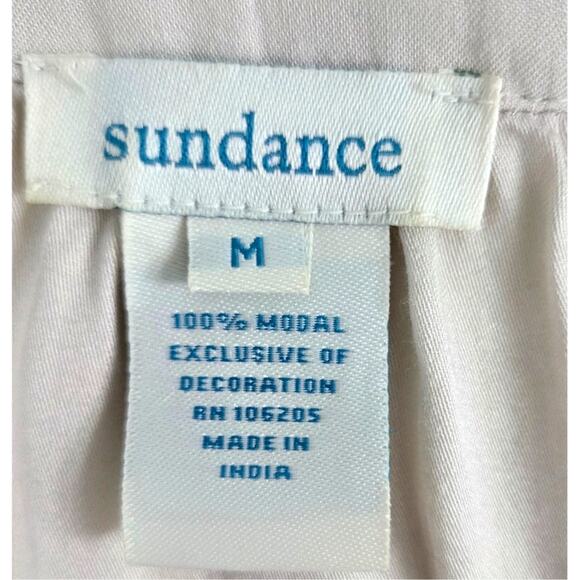 sundance
M
100% MODAL
EXCLUSIVE OF
DECORATION
RN 106205
MADE IN
INDIA